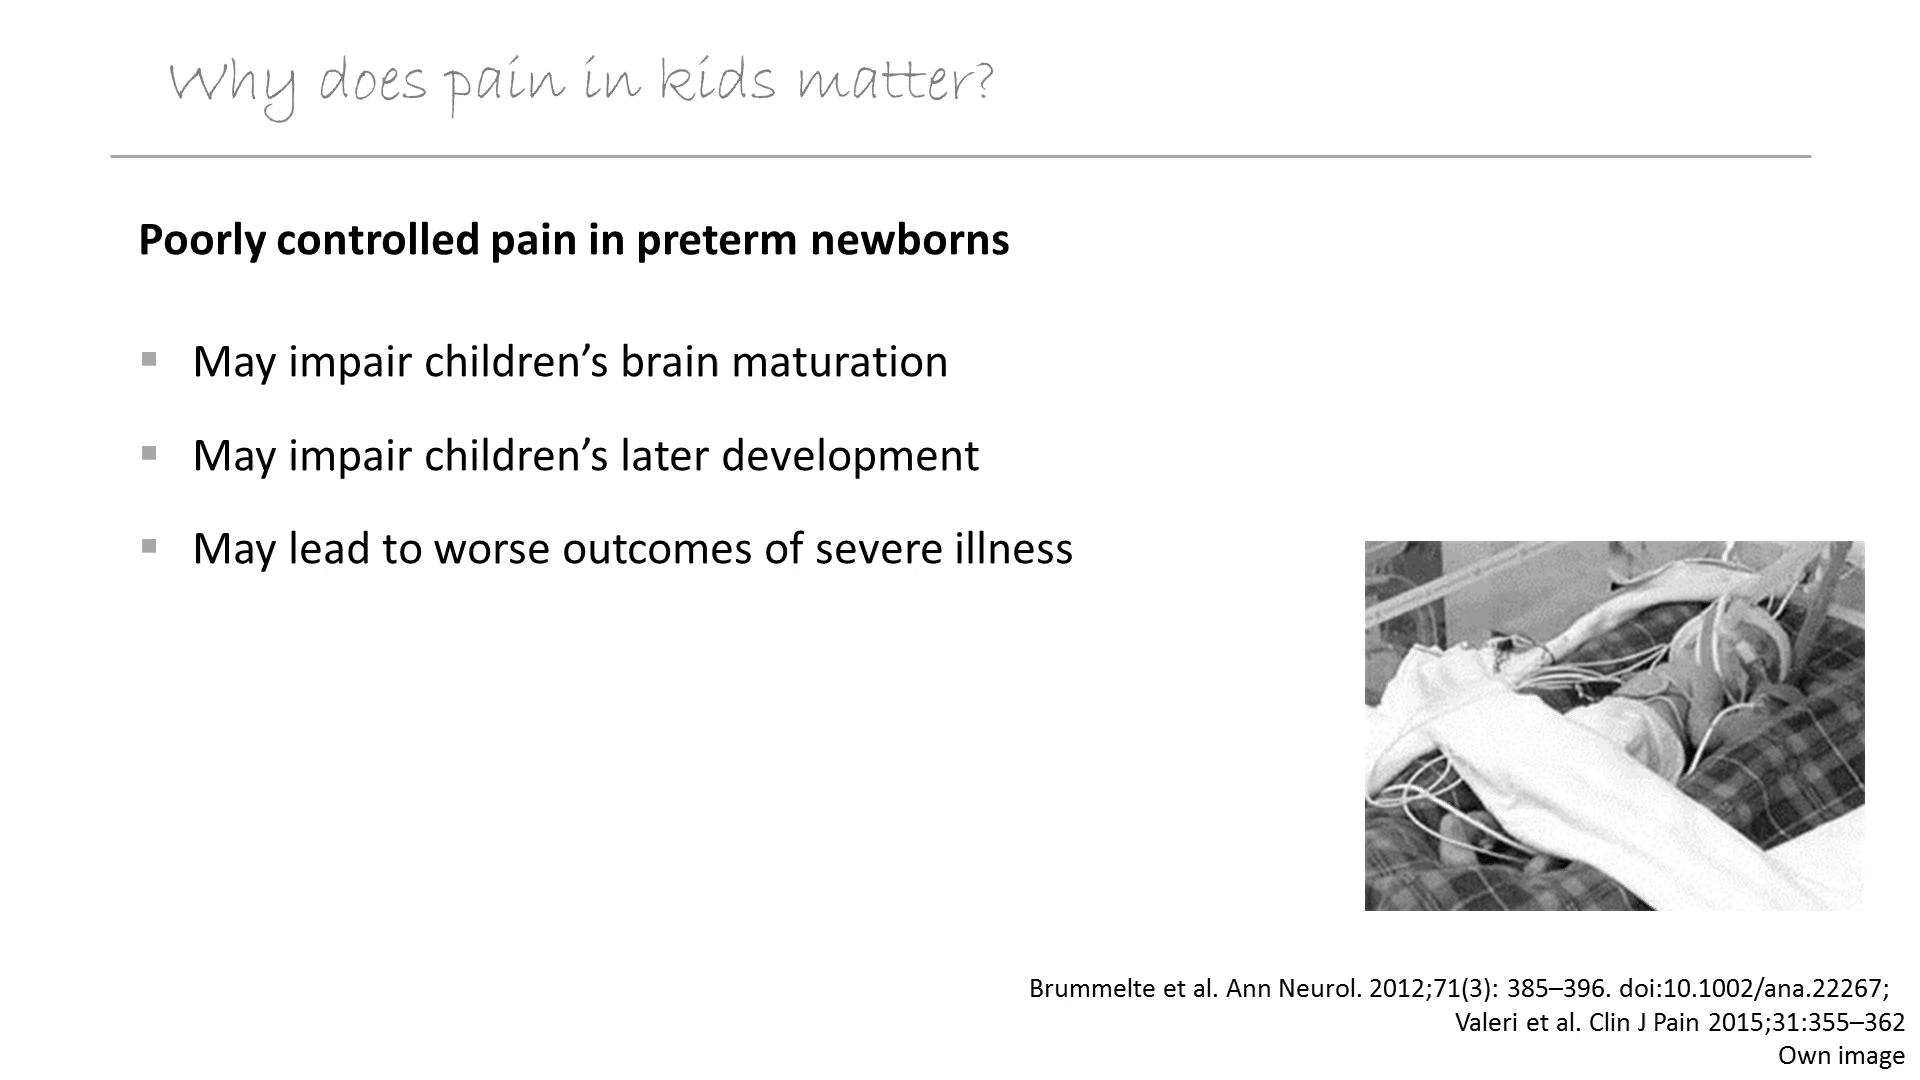 Why does pain in kids matter?
Poorly controlled pain in preterm newborns
▪ May impair children’s brain maturation
▪ May impair children’s later development
▪ May lead to worse outcomes of severe illness
Brummelte et al. Ann Neurol. 2012;71(3): 385–396. doi:10.1002/ana.22267;
Valeri et al. Clin J Pain 2015;31:355–362
Own image